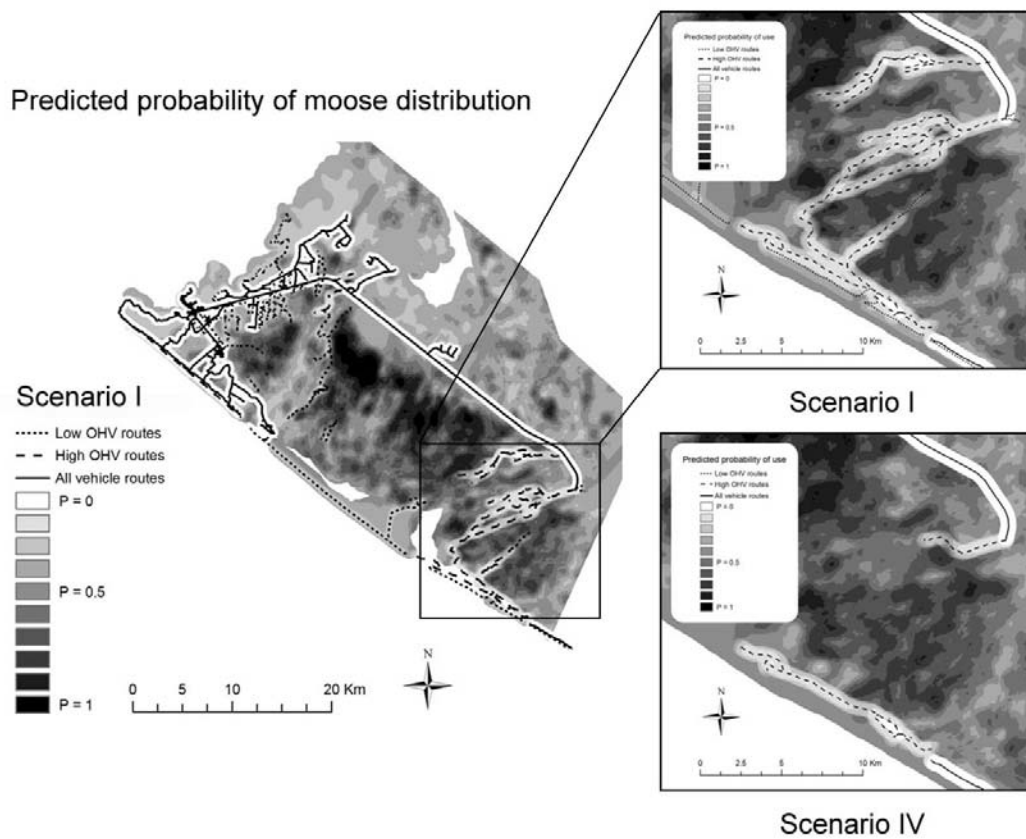 Predicted probability of moose distribution
Scenario I
Low OHV routes
High OHV routes
All vehicle routes
P = 0
P = 0.5
P = 1
0 5 10 20 Km
N
Predicted probability of use
Low OHV routes
High OHV routes
All vehicle routes
P = 0
P = 0.5
P = 1
N
0 2.5 5 10 Km
Scenario I
Predicted probability of use
Low OHV routes
High OHV routes
All vehicle routes
P = 0
P = 0.5
P = 1
N
0 2.5 5 10 Km
Scenario IV